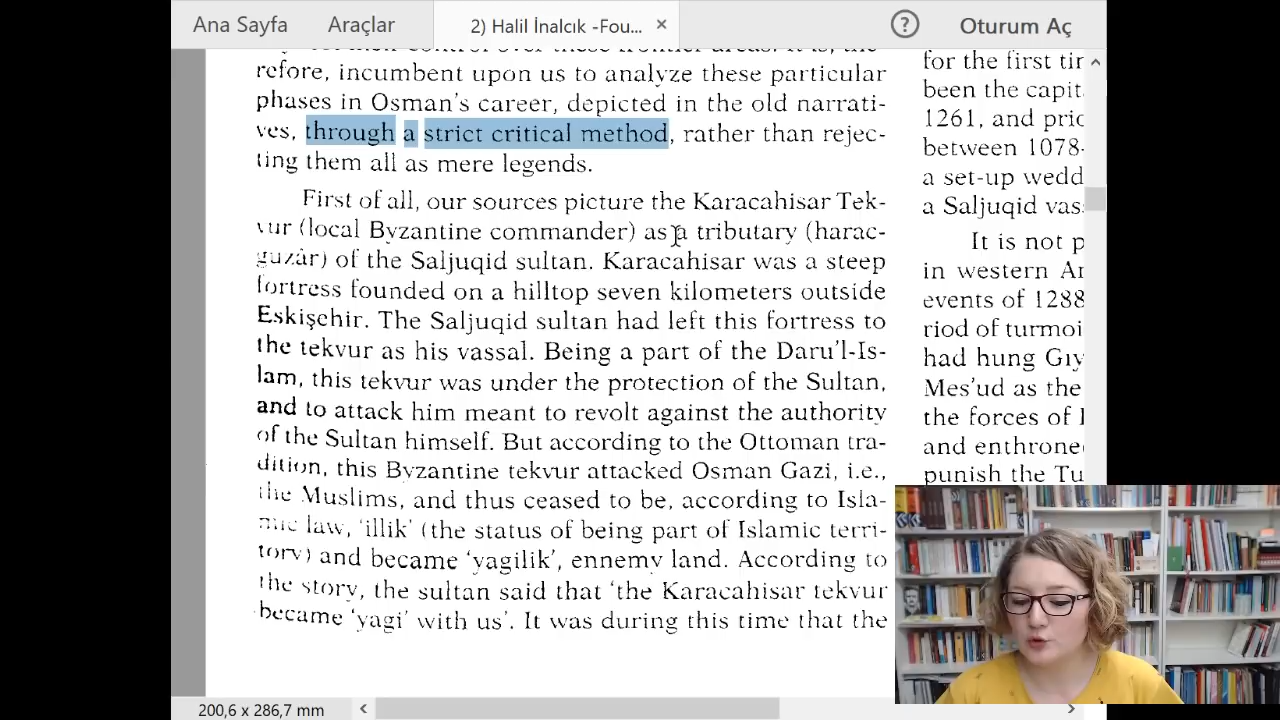 Ana Sayfa
Araçlar
2) Halil İnalcık -Fou...
Oturum Aç
refore, incumbent upon us to analyze these particular
phases in Osman's career, depicted in the old narrati-
ves, through a strict critical method, rather than rejec-
ting them all as mere legends.
First of all, our sources picture the Karacahisar Tek-
vur (local Byzantine commander) as a tributary (harac-
guzâr) of the Saljuqid sultan. Karacahisar was a steep
fortress founded on a hilltop seven kilometers outside
Eskişehir. The Saljuqid sultan had left this fortress to
the tekvur as his vassal. Being a part of the Daru'l-Is-
lam, this tekvur was under the protection of the Sultan,
and to attack him meant to revolt against the authority
of the Sultan himself. But according to the Ottoman tra-
dition, this Byzantine tekvur attacked Osman Gazi, i.e.,
the Muslims, and thus ceased to be, according to Isla-
mic law, 'illik' (the status of being part of Islamic terri-
tory) and became 'yagilik', ennemy land. According to
the story, the sultan said that 'the Karacahisar tekvur
became 'yagi' with us'. It was during this time that the
for the first
been the
1261, and
between 1078-
a set-up
a Saljuqid
It is not
in western
events of 1288
riod of
had hung
Mes'ud as the
the forces of
and
punish the
200,6 x 286,7 mm